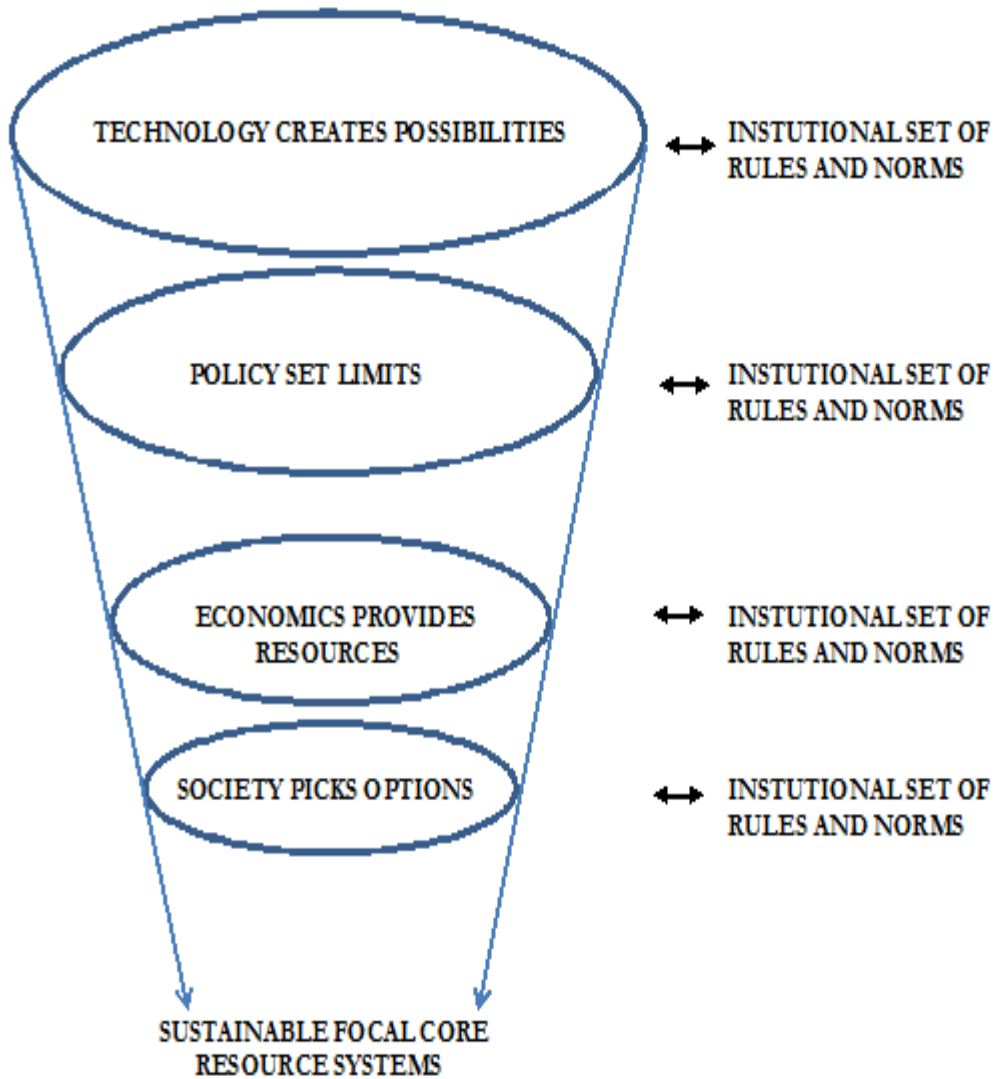 TECHNOLOGY CREATES POSSIBILITIES
INSTUTIONAL SET OF
RULES AND NORMS
POLICY SET LIMITS
INSTUTIONAL SET OF
RULES AND NORMS
ECONOMICS PROVIDES
RESOURCES
INSTUTIONAL SET OF
RULES AND NORMS
SOCIETY PICKS OPTIONS
INSTUTIONAL SET OF
RULES AND NORMS
SUSTAINABLE FOCAL CORE
RESOURCE SYSTEMS